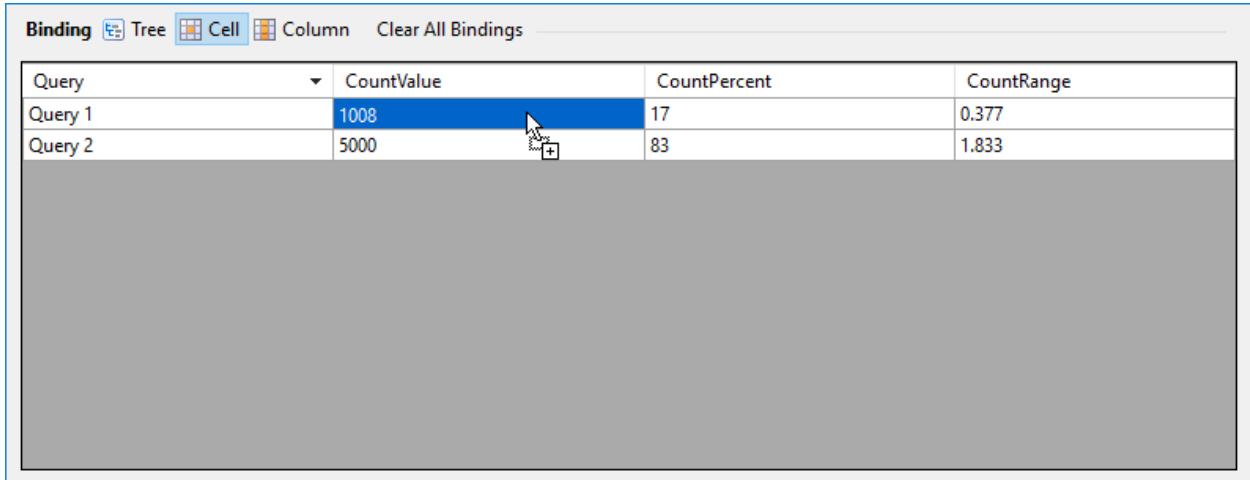 Binding Tree Cell Column Clear All Bindings
Query CountValue CountPercent CountRange
Query 1 1008 17 0.377
Query 2 5000 83 1.833